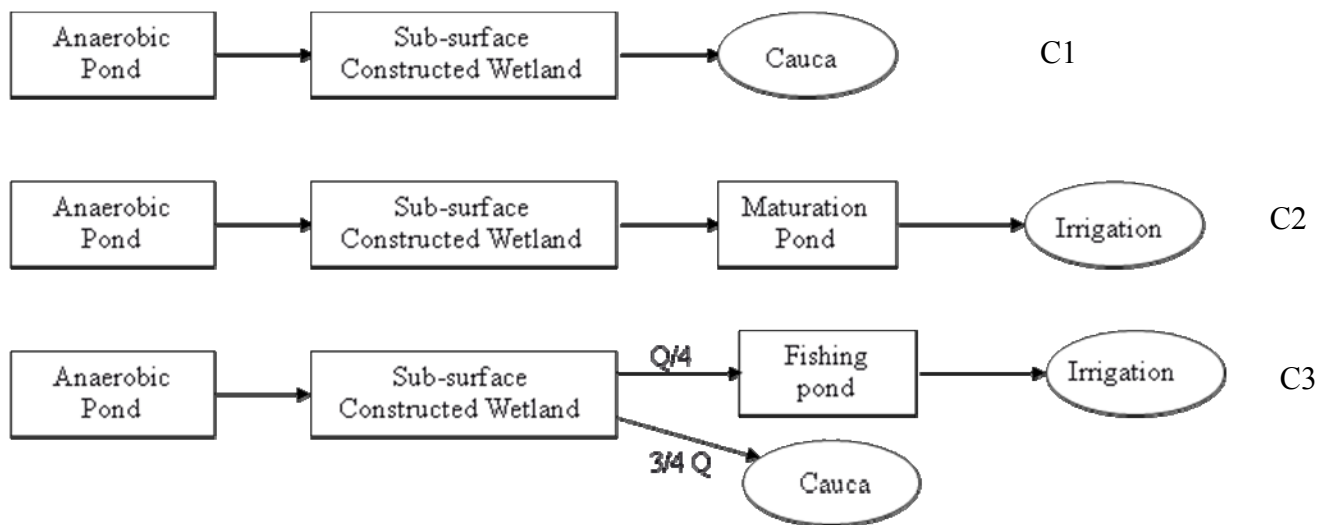 Anaerobic
Pond
Sub-surface
Constructed Wetland
Cauca
C1
Anaerobic
Pond
Sub-surface
Constructed Wetland
Maturation
Pond
Irrigation
C2
Anaerobic
Pond
Sub-surface
Constructed Wetland
Q/4
Fishing
pond
Irrigation
C3
3/4 Q
Cauca